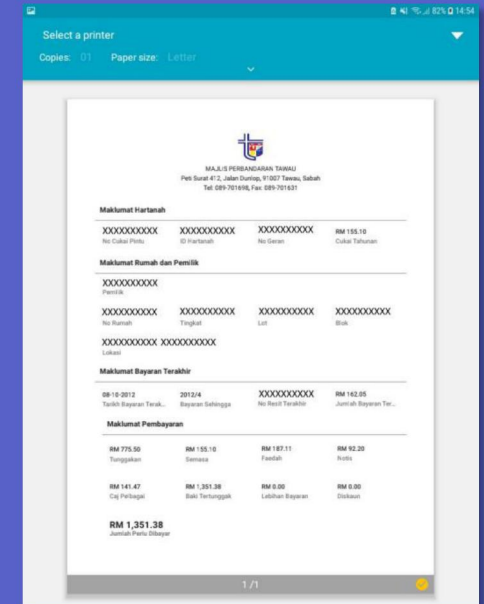 82% 14:54
Select a printer
Copies: 01 Paper size: Letter
MAJLIS PERBANDARAN TAWAU
Peti Surat 412, Jalan Dunlop, 91007 Tawau, Sabah
Tel: 089-701698, Fax: 089-701631
Maklumat Hartanah
XXXXXXXXXX XXXXXXXXXX XXXXXXXXXX RM 155.10
No Cukai Pintu ID Hartanah No Geran Cukai Tahunan
Maklumat Rumah dan Pemilik
XXXXXXXXXX
Pemilik
XXXXXXXXXX XXXXXXXXXX XXXXXXXXXX XXXXXXXXXX
No Rumah Tingkat Lot Blok
XXXXXXXXXX XXXXXXXXXX
Lokasi
Maklumat Bayaran Terakhir
08-10-2012 2012/4 XXXXXXXXXX RM 162.05
Tarikh Bayaran Terak... Bayaran Sehingga No Resit Terakhir Jumlah Bayaran Ter...
Maklumat Pembayaran
RM 775.50 RM 155.10 RM 187.11 RM 92.20
Tunggakan Semasa Faedah Notis
RM 141.47 RM 1,351.38 RM 0.00 RM 0.00
Caj Pelbagai Baki Tertunggak Lebihan Bayaran Diskaun
RM 1,351.38
Jumlah Perlu Dibayar
1 /1